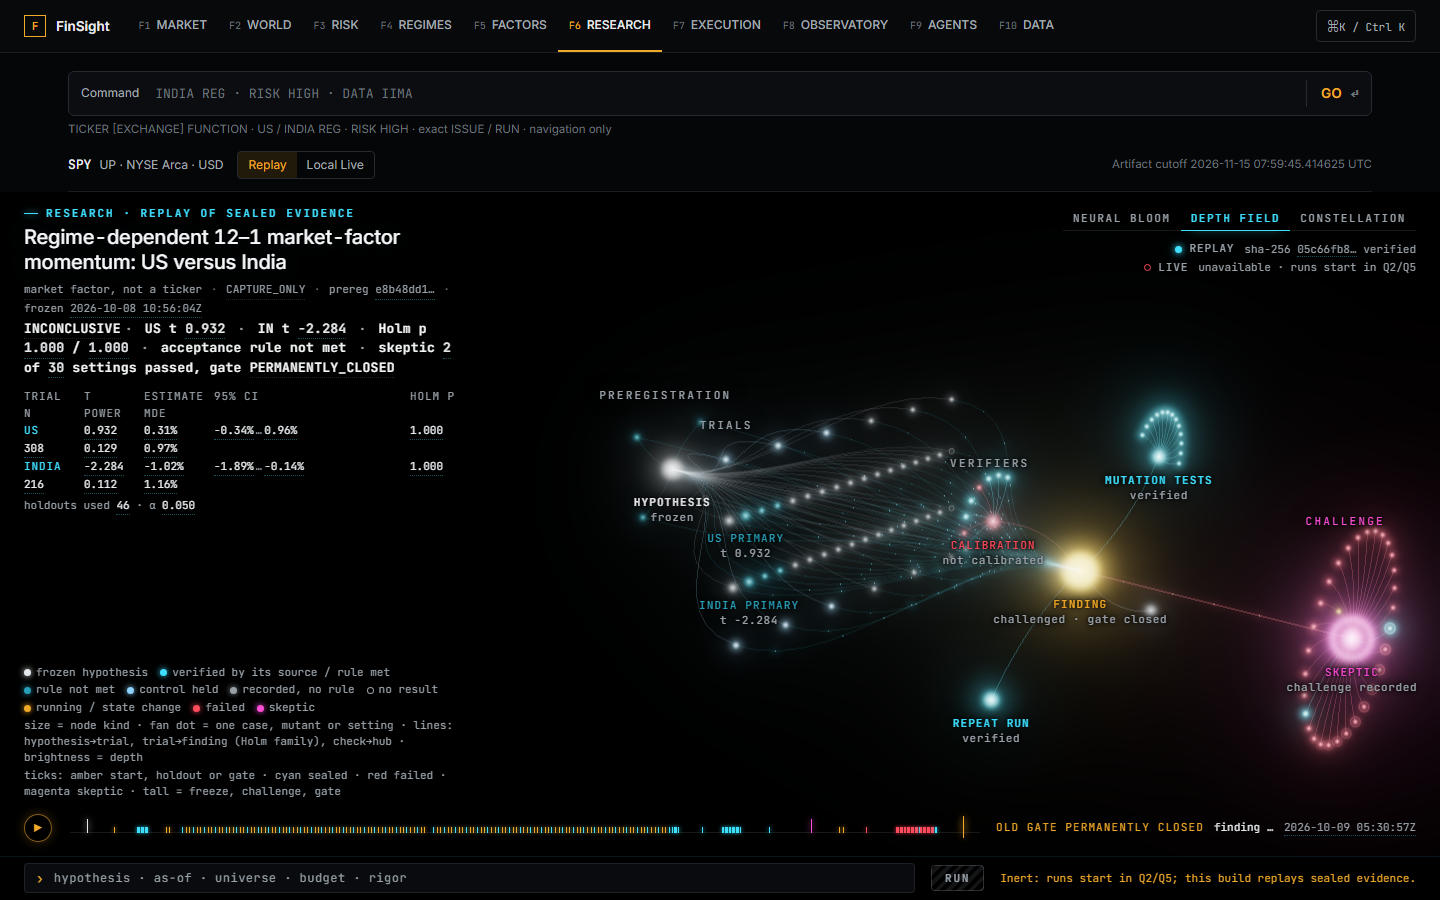 F FinSight F1 MARKET F2 WORLD F3 RISK F4 REGIMES F5 FACTORS F6 RESEARCH F7 EXECUTION F8 OBSERVATORY F9 AGENTS F10 DATA ⌘K / Ctrl K
Command INDIA REG · RISK HIGH · DATA IIMA GO ↵
TICKER [EXCHANGE] FUNCTION · US / INDIA REG · RISK HIGH · exact ISSUE / RUN · navigation only
SPY UP · NYSE Arca · USD Replay Local Live Artifact cutoff 2026-11-15 07:59:45.414625 UTC
RESEARCH · REPLAY OF SEALED EVIDENCE
Regime-dependent 12–1 market-factor
momentum: US versus India
market factor, not a ticker · CAPTURE_ONLY · prereg e8b48dd1… ·
frozen 2026-10-08 10:56:04Z
INCONCLUSIVE · US t 0.932 · IN t -2.284 · Holm p
1.000 / 1.000 · acceptance rule not met · skeptic 2
of 30 settings passed, gate PERMANENTLY_CLOSED
TRIAL T ESTIMATE 95% CI HOLM P
N POWER MDE
US 0.932 0.31% -0.34%…0.96% 1.000
308 0.129 0.97%
INDIA -2.284 -1.02% -1.89%…-0.14% 1.000
216 0.112 1.16%
holdouts used 46 · α 0.050
NEURAL BLOOM DEPTH FIELD CONSTELLATION
REPLAY sha-256 05c66fb8… verified
LIVE unavailable · runs start in Q2/Q5
PREREGISTRATION
TRIALS
VERIFIERS
HYPOTHESIS
frozen
US PRIMARY
t 0.932
INDIA PRIMARY
t -2.284
CALIBRATION
not calibrated
MUTATION TESTS
verified
FINDING
challenged · gate closed
REPEAT RUN
verified
CHALLENGE
SKEPTIC
challenge recorded
frozen hypothesis verified by its source / rule met
rule not met control held recorded, no rule no result
running / state change failed skeptic
size = node kind · fan dot = one case, mutant or setting · lines:
hypothesis→trial, trial→finding (Holm family), check→hub ·
brightness = depth
ticks: amber start, holdout or gate · cyan sealed · red failed ·
magenta skeptic · tall = freeze, challenge, gate
OLD GATE PERMANENTLY CLOSED finding … 2026-10-09 05:30:57Z
› hypothesis · as-of · universe · budget · rigor RUN Inert: runs start in Q2/Q5; this build replays sealed evidence.